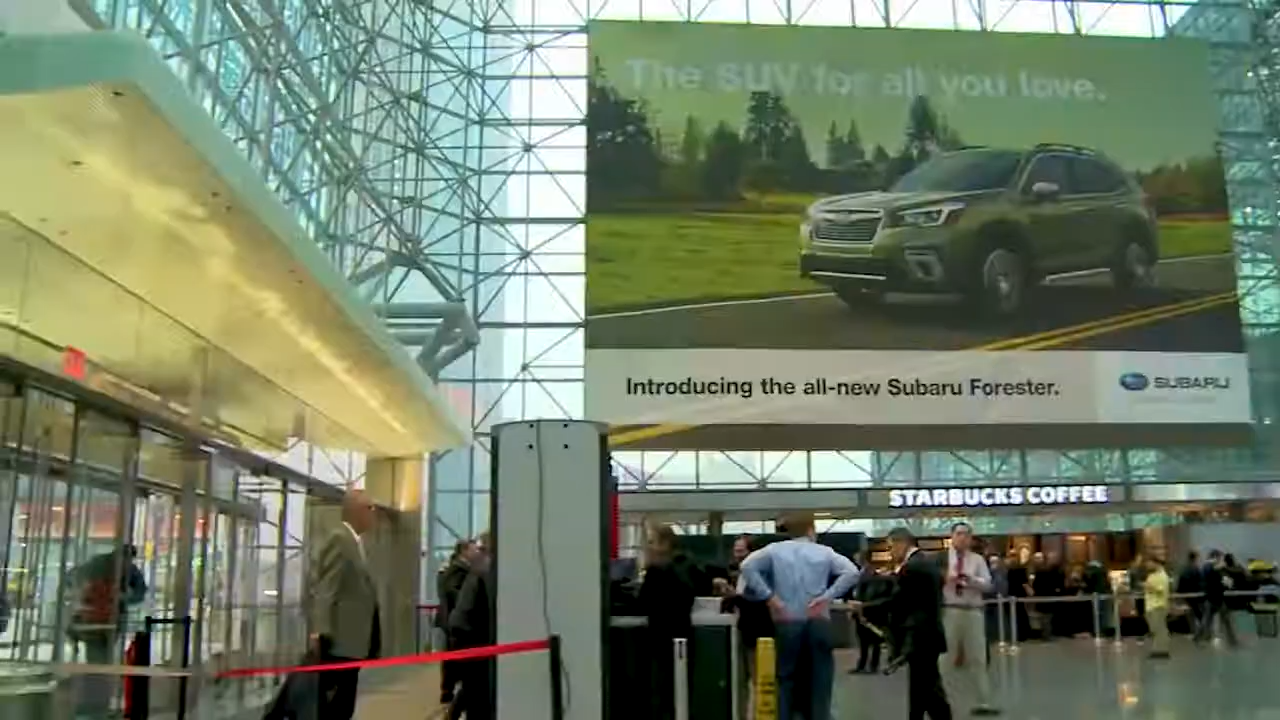 The SUV for all you love.
Introducing the all-new Subaru Forester.
SUBARU
STARBUCKS COFFEE